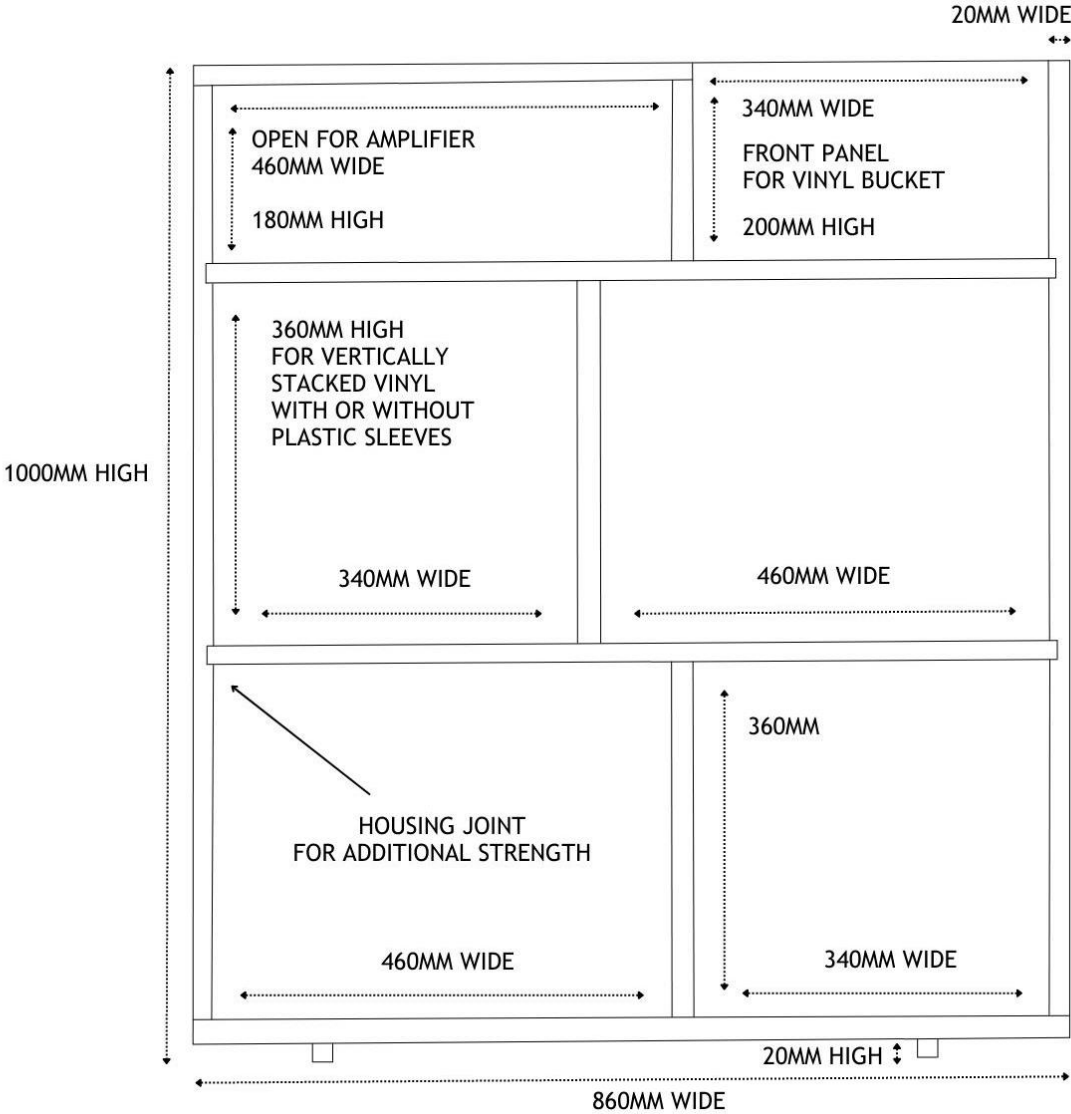 20MM WIDE
OPEN FOR AMPLIFIER
460MM WIDE
180MM HIGH
340MM WIDE
FRONT PANEL
FOR VINYL BUCKET
200MM HIGH
360MM HIGH
FOR VERTICALLY
STACKED VINYL
WITH OR WITHOUT
PLASTIC SLEEVES
1000MM HIGH
340MM WIDE
460MM WIDE
360MM
HOUSING JOINT
FOR ADDITIONAL STRENGTH
460MM WIDE
340MM WIDE
20MM HIGH
860MM WIDE